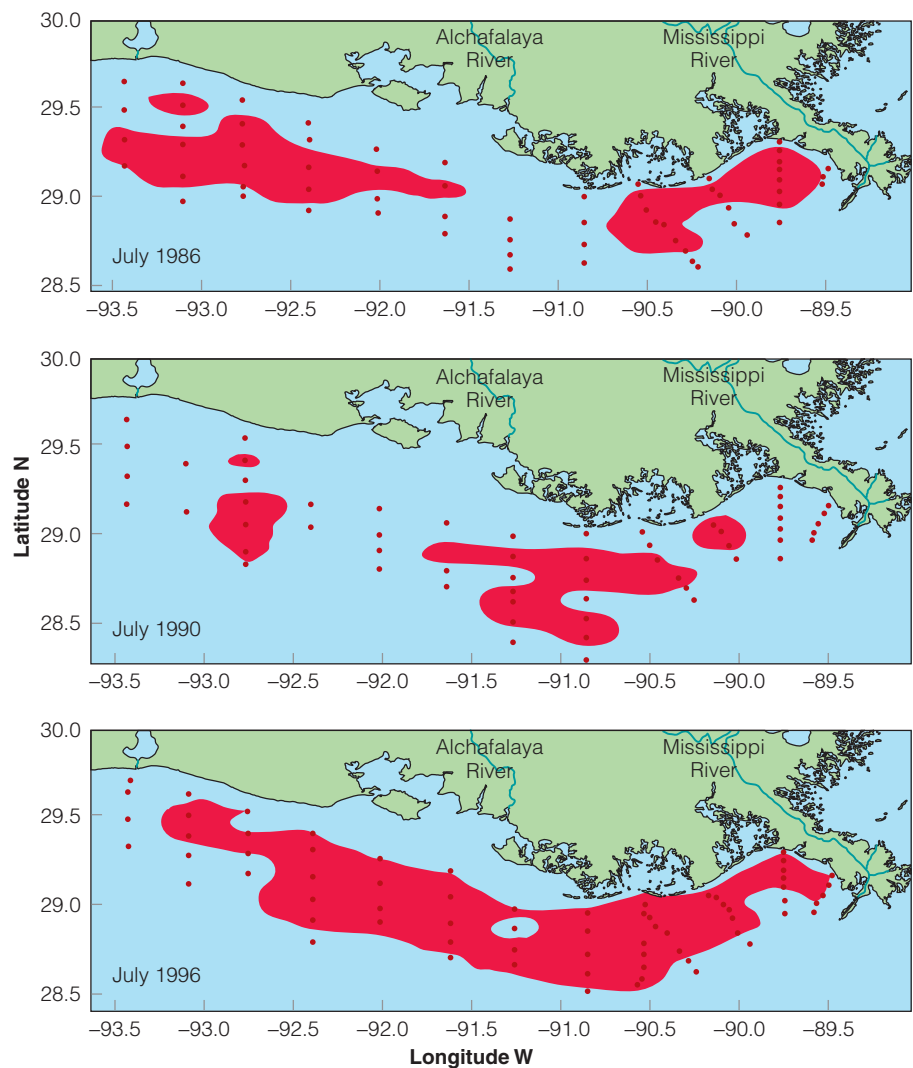 30.0
Alchafalaya
River
Mississippi
River
29.5
29.0
28.5
July 1986
–93.5 –93.0 –92.5 –92.0 –91.5 –91.0 –90.5 –90.0 –89.5
30.0
Alchafalaya
River
Mississippi
River
29.5
29.0
28.5
July 1990
–93.5 –93.0 –92.5 –92.0 –91.5 –91.0 –90.5 –90.0 –89.5
Latitude N
30.0
Alchafalaya
River
Mississippi
River
29.5
29.0
28.5
July 1996
–93.5 –93.0 –92.5 –92.0 –91.5 –91.0 –90.5 –90.0 –89.5
Longitude W